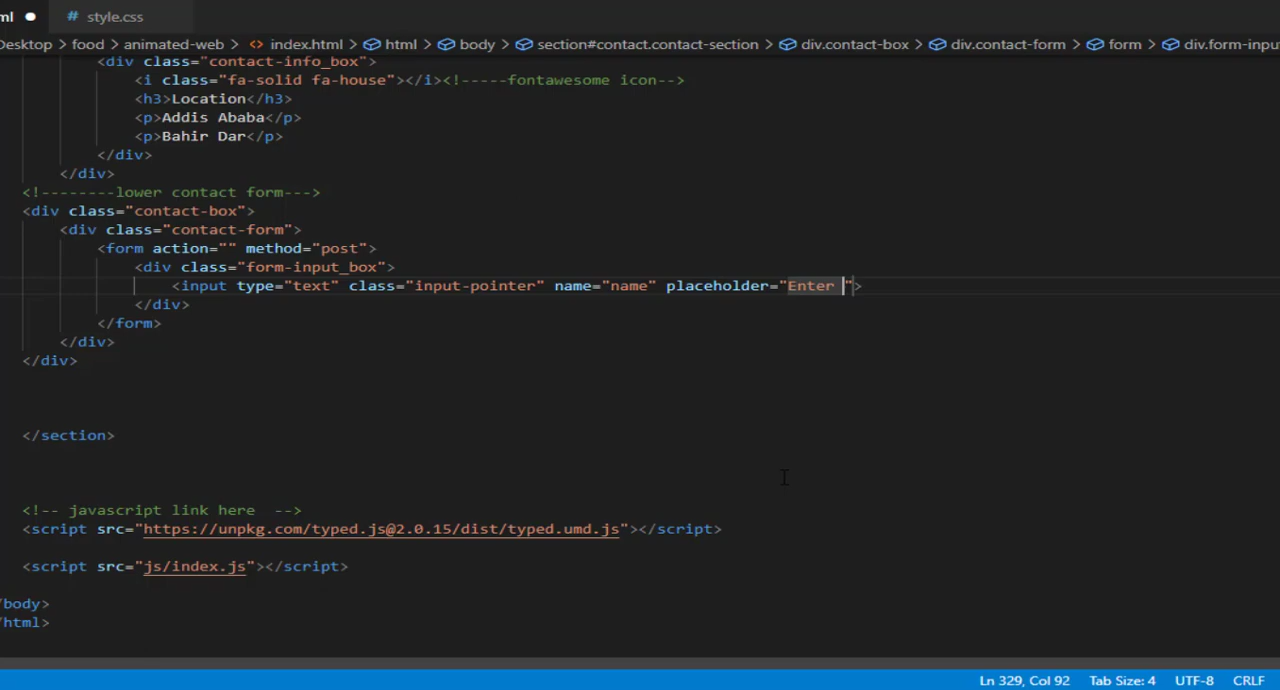 ml ● # style.css
Desktop > food > animated-web > <> index.html > html > body > section#contact.contact-section > div.contact-box > div.contact-form > form > div.form-input
<div class="contact-info_box">
<i class="fa-solid fa-house"></i><!-----fontawesome icon-->
<h3>Location</h3>
<p>Addis Ababa</p>
<p>Bahir Dar</p>
</div>
</div>
<!--------lower contact form--->
<div class="contact-box">
<div class="contact-form">
<form action="" method="post">
<div class="form-input_box">
<input type="text" class="input-pointer" name="name" placeholder="Enter ">
</div>
</form>
</div>
</div>
</section>
<!-- javascript link here  -->
<script src="https://unpkg.com/typed.js@2.0.15/dist/typed.umd.js"></script>
<script src="js/index.js"></script>
/body>
/html>
Ln 329, Col 92 Tab Size: 4 UTF-8 CRLF